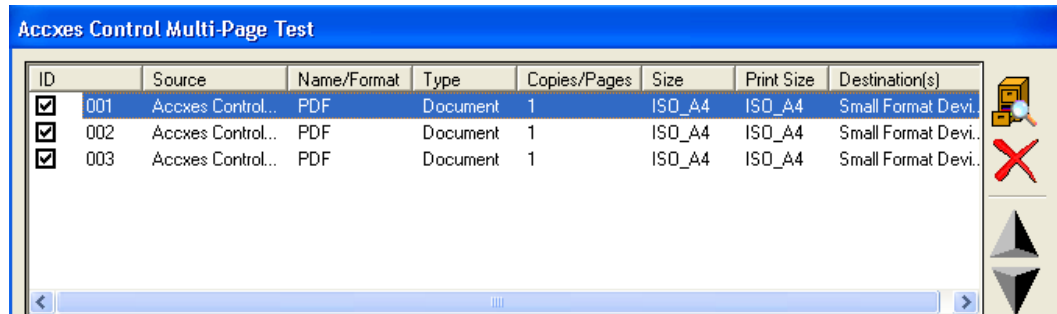 Accxes Control Multi-Page Test
ID Source Name/Format Type Copies/Pages Size Print Size Destination(s)
001 Accxes Control... PDF Document 1 ISO_A4 ISO_A4 Small Format Devi..
002 Accxes Control... PDF Document 1 ISO_A4 ISO_A4 Small Format Devi..
003 Accxes Control... PDF Document 1 ISO_A4 ISO_A4 Small Format Devi..